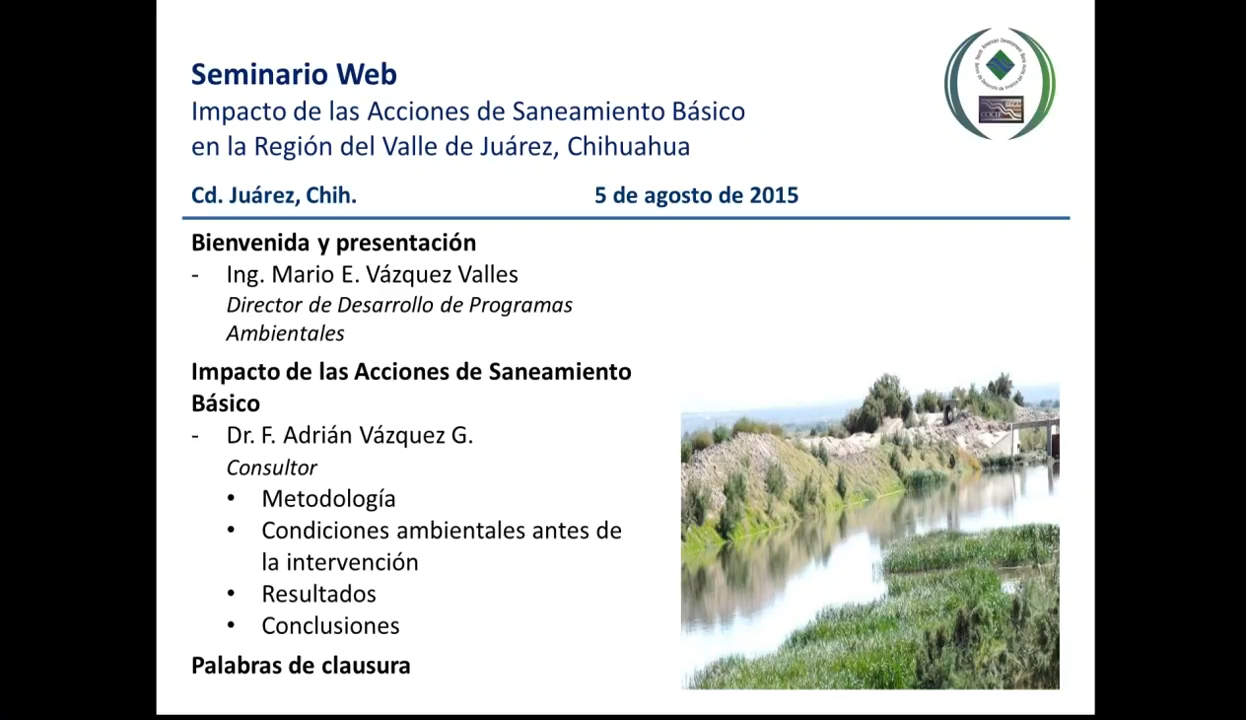 Seminario Web
Impacto de las Acciones de Saneamiento Básico
en la Región del Valle de Juárez, Chihuahua
Cd. Juárez, Chih. 5 de agosto de 2015
Bienvenida y presentación
- Ing. Mario E. Vázquez Valles
Director de Desarrollo de Programas
Ambientales
Impacto de las Acciones de Saneamiento
Básico
- Dr. F. Adrián Vázquez G.
Consultor
• Metodología
• Condiciones ambientales antes de
la intervención
• Resultados
• Conclusiones
Palabras de clausura